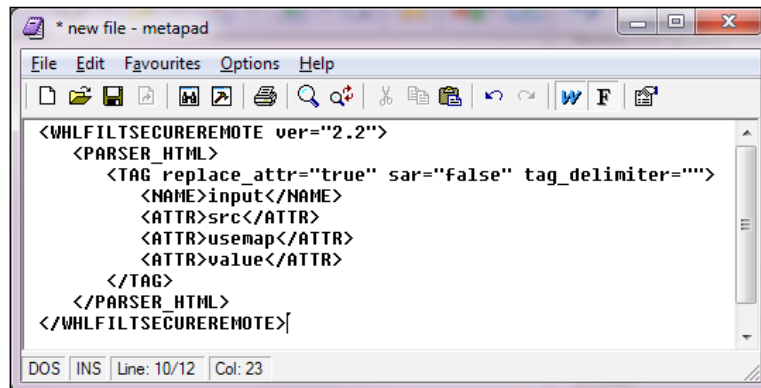 * new file - metapad
File Edit Favourites Options Help
W F
<WHLFILTSECUREREMOTE ver="2.2">
<PARSER_HTML>
<TAG replace_attr="true" sar="false" tag_delimiter="">
<NAME>input</NAME>
<ATTR>src</ATTR>
<ATTR>usemap</ATTR>
<ATTR>value</ATTR>
</TAG>
</PARSER_HTML>
</WHLFILTSECUREREMOTE>
DOS INS Line: 10/12 Col: 23